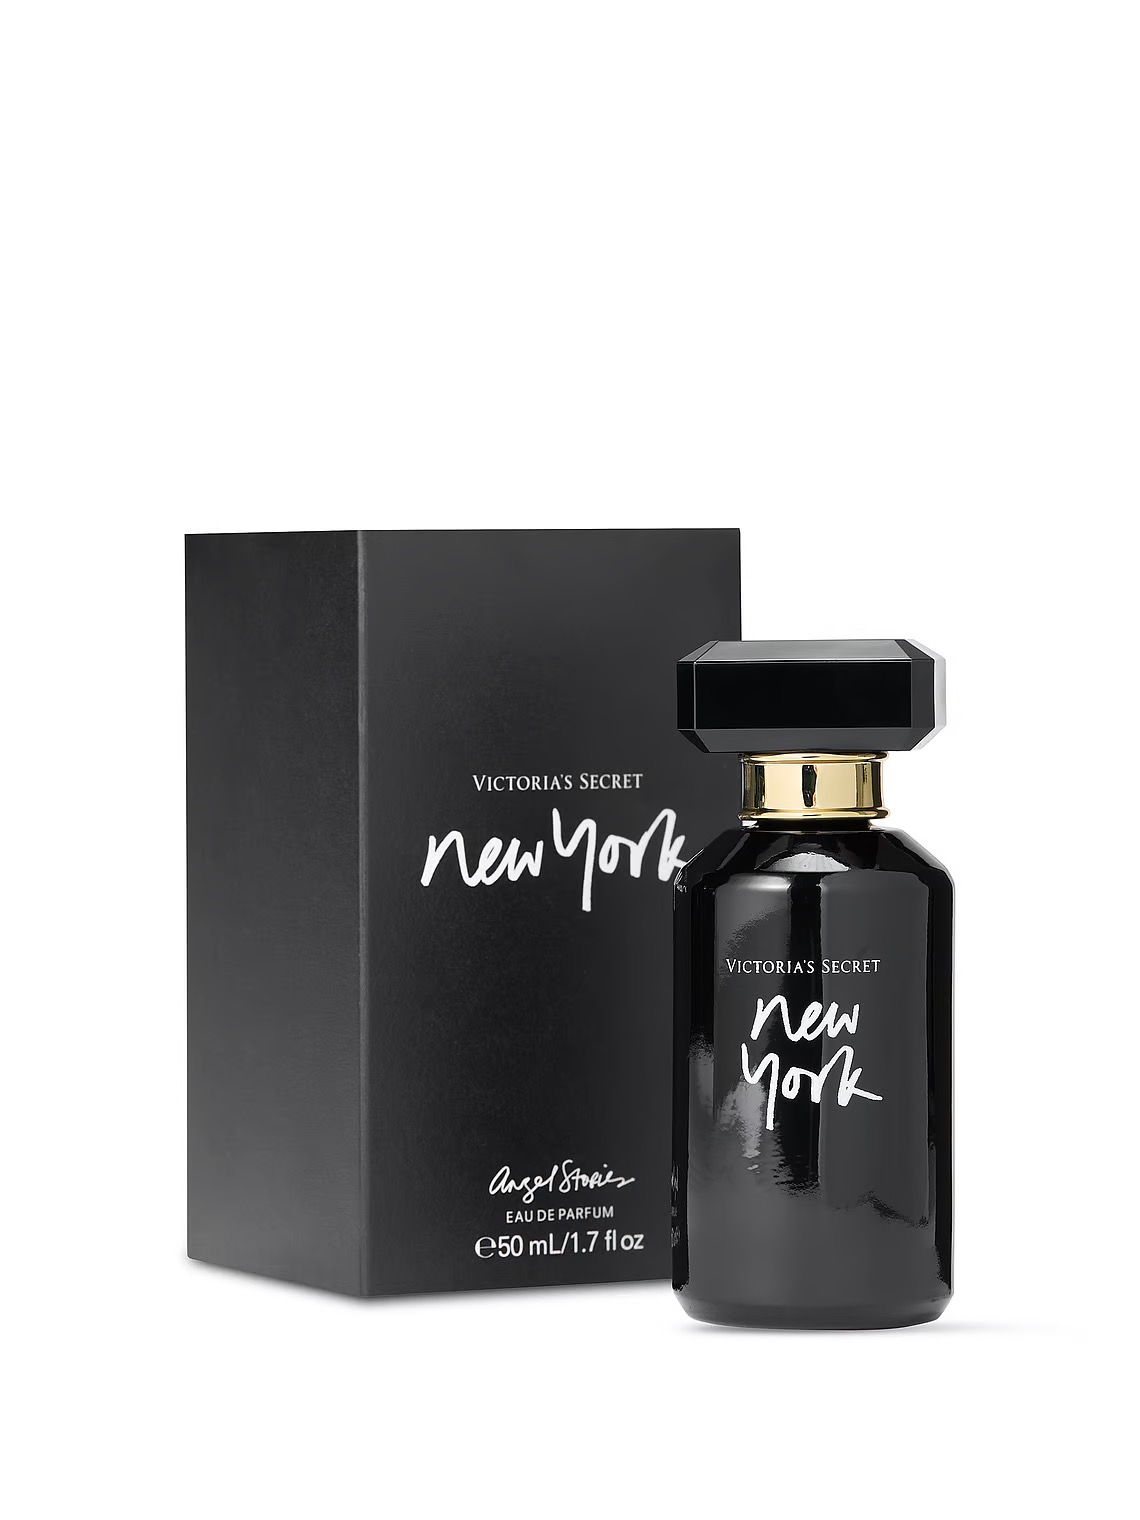 VICTORIA'S SECRET
new york
angel Stories
EAU DE PARFUM
℮50 mL/1.7 fl oz
VICTORIA'S SECRET
new
york